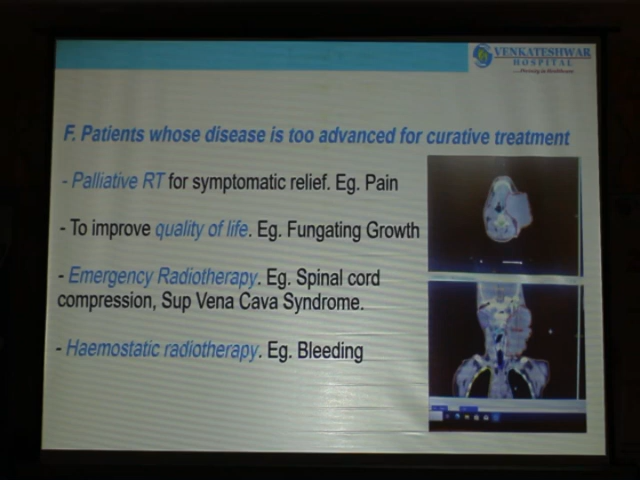 VENKATESHWAR
HOSPITAL
F. Patients whose disease is too advanced for curative treatment
- Palliative RT for symptomatic relief. Eg. Pain
- To improve quality of life. Eg. Fungating Growth
- Emergency Radiotherapy. Eg. Spinal cord
compression, Sup Vena Cava Syndrome.
- Haemostatic radiotherapy. Eg. Bleeding